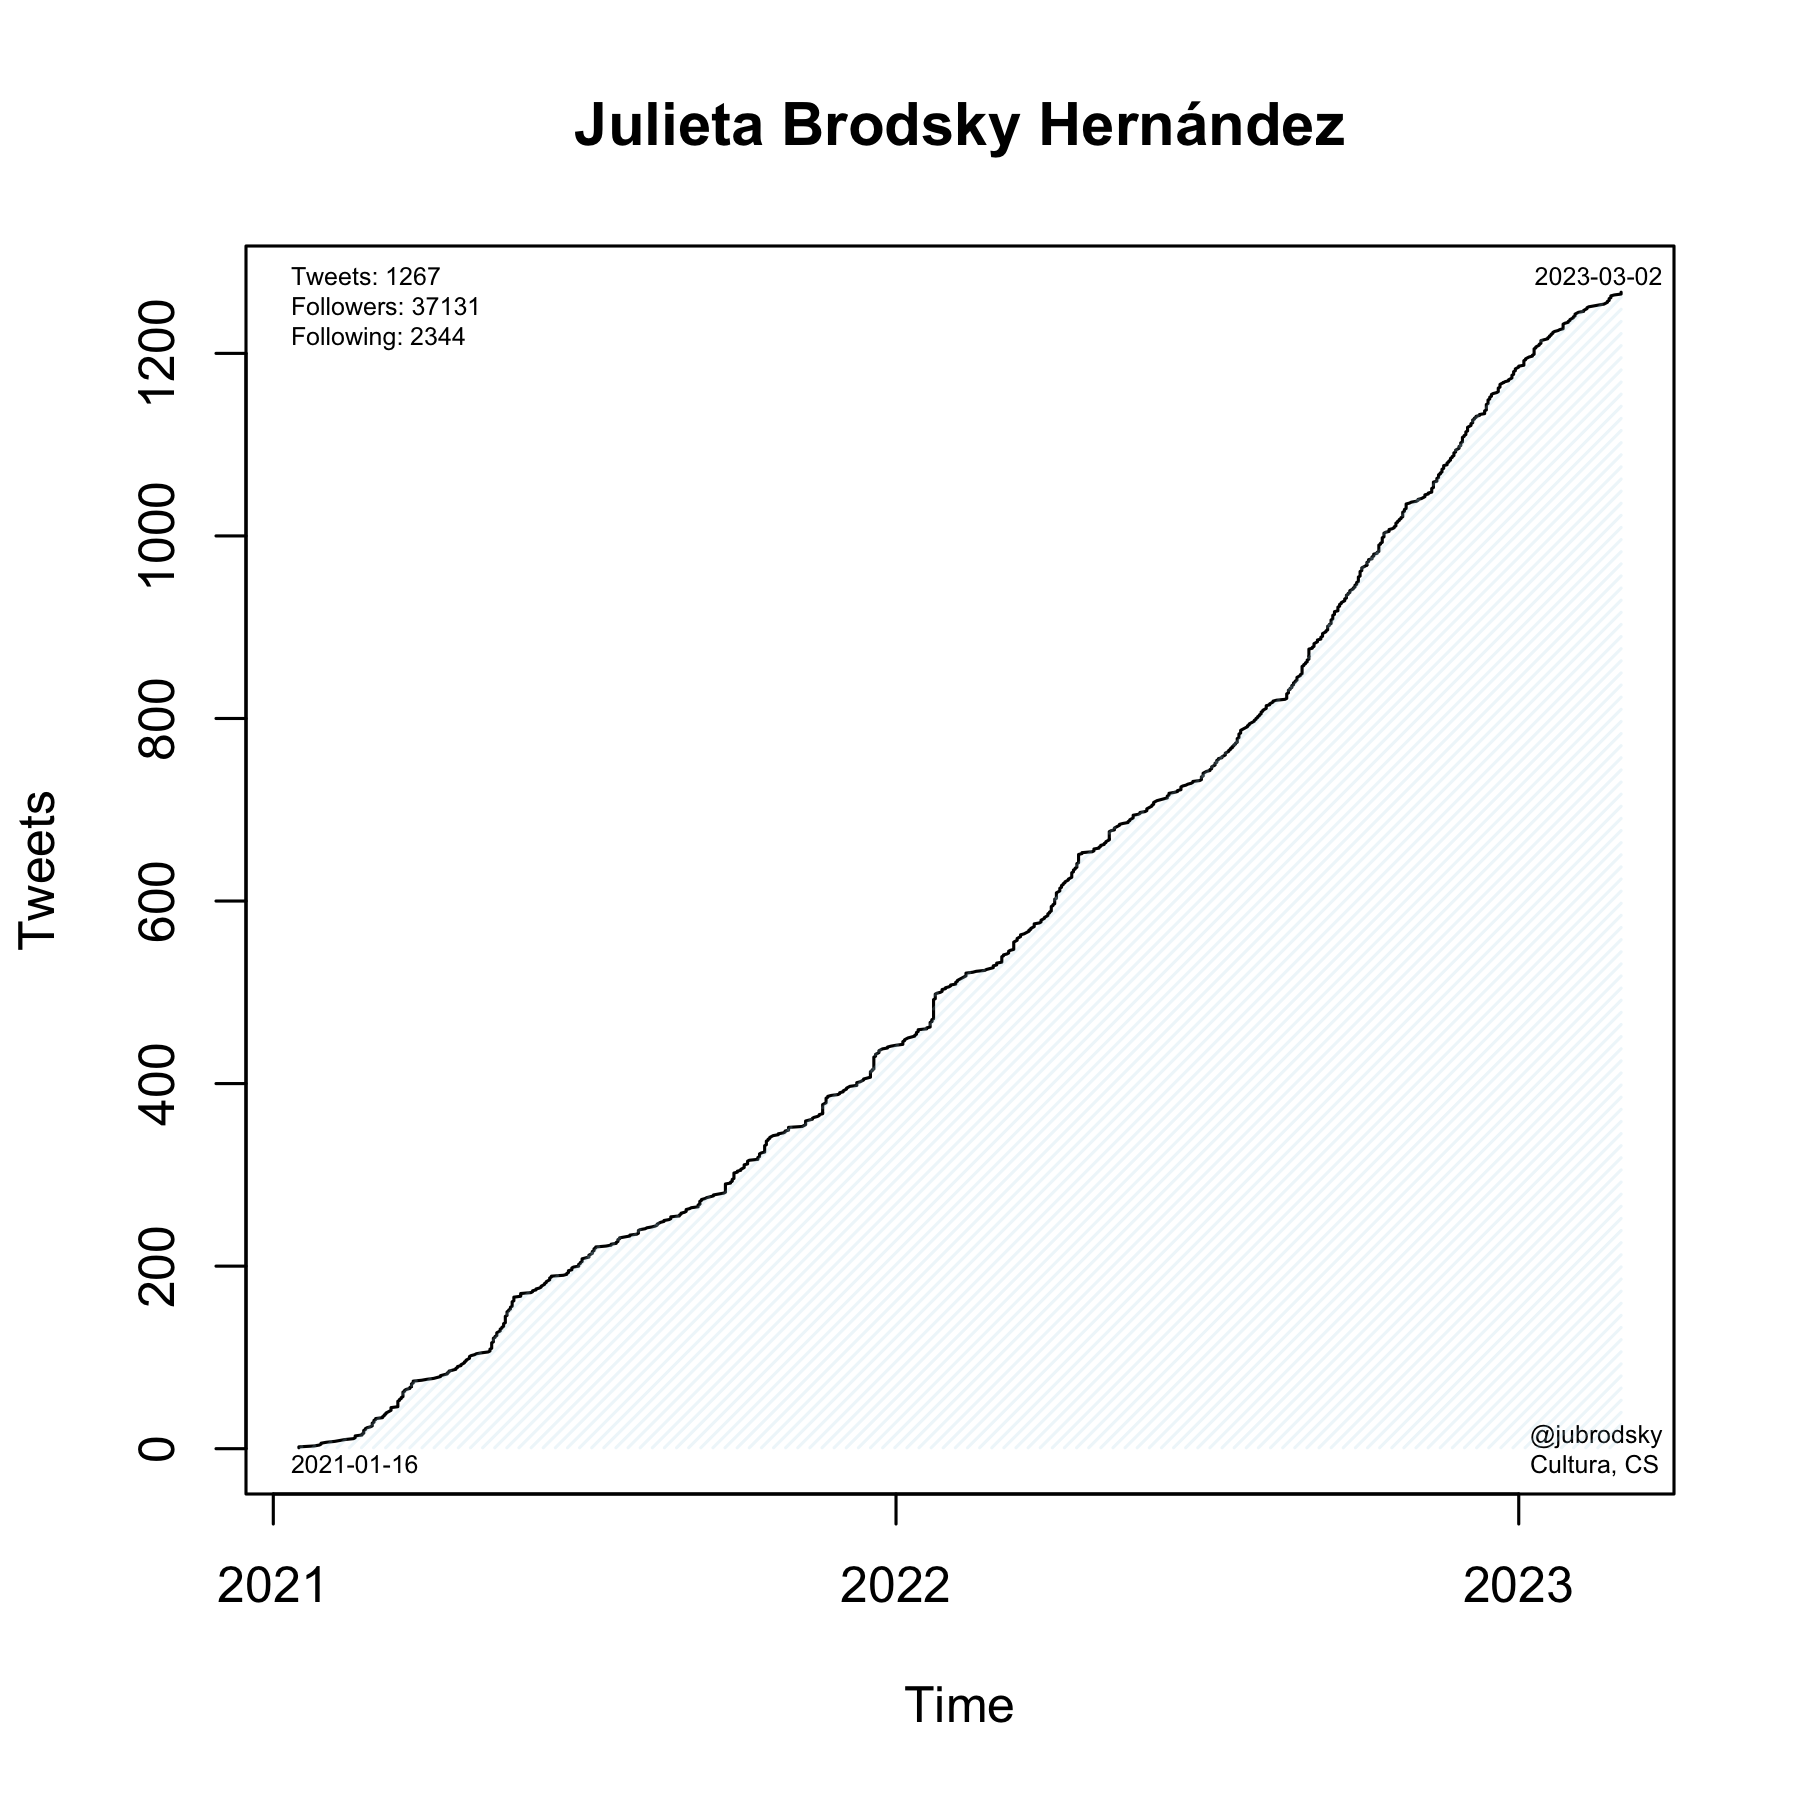 Julieta Brodsky Hernández
Tweets: 1267
Followers: 37131
Following: 2344
2023-03-02
1200
1000
800
600
400
200
0
Tweets
2021-01-16
@jubrodsky
Cultura, CS
2021
2022
2023
Time